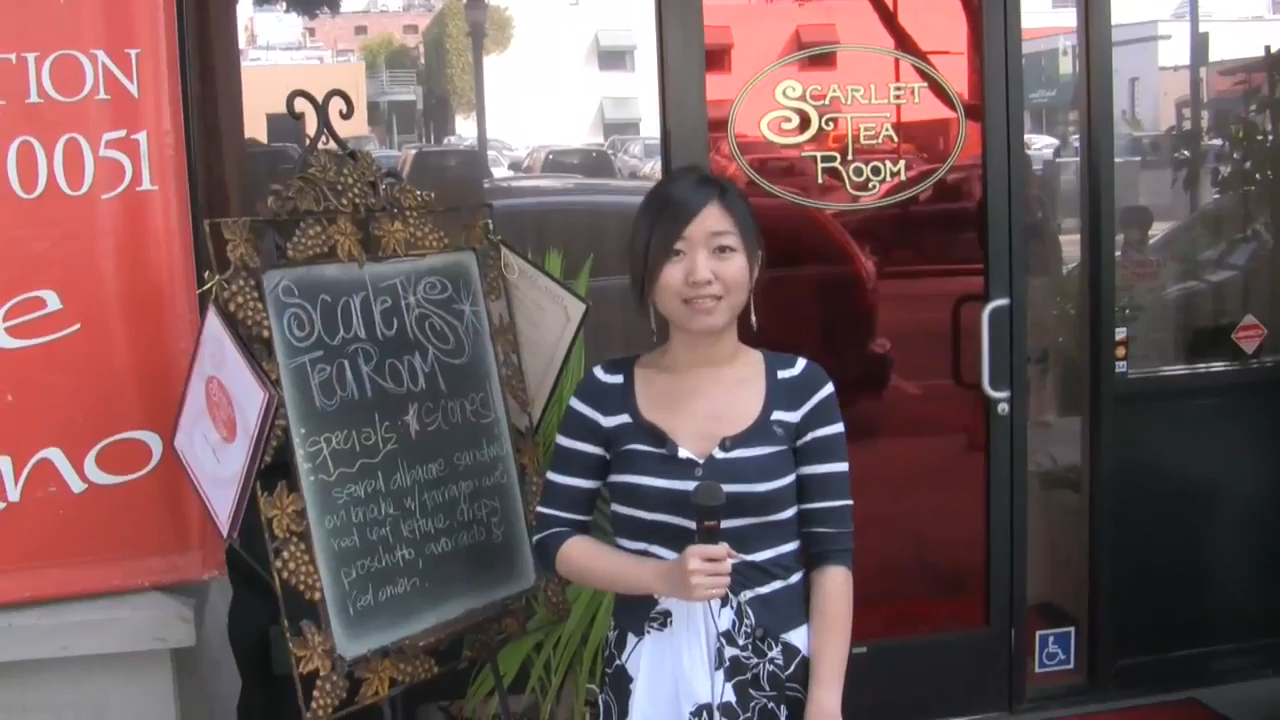 TION
0051
e
no
SCARLET
TEA
ROOM
Scarlet's
Tea Room
specials: *scones!
seared albacore sandwich
on brioche w/ tarragon aioli
red leaf lettuce, crispy
proschutto, avocado &
red onion.